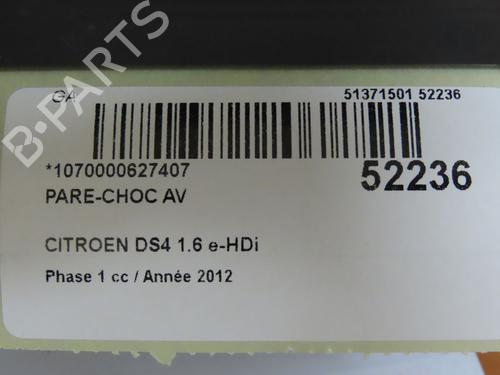 GA 51371501 52236
*1070000627407 52236
PARE-CHOC AV
CITROEN DS4 1.6 e-HDi
Phase 1 cc / Année 2012
B-PARTS